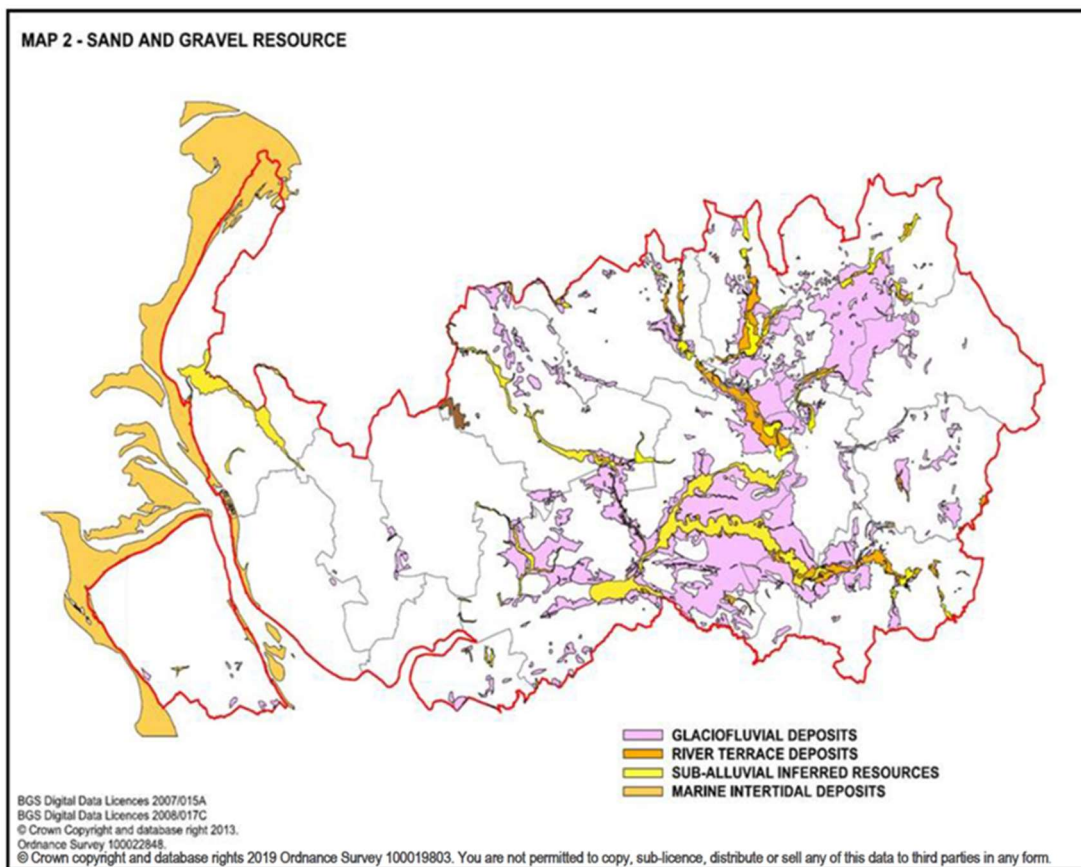 MAP 2 - SAND AND GRAVEL RESOURCE
GLACIOFLUVIAL DEPOSITS
RIVER TERRACE DEPOSITS
SUB-ALLUVIAL INFERRED RESOURCES
MARINE INTERTIDAL DEPOSITS
BGS Digital Data Licences 2007/015A
BGS Digital Data Licences 2008/017C
© Crown Copyright and database right 2013.
Ordnance Survey 100022848.
© Crown copyright and database rights 2019 Ordnance Survey 100019803. You are not permitted to copy, sub-licence, distribute or sell any of this data to third parties in any form.